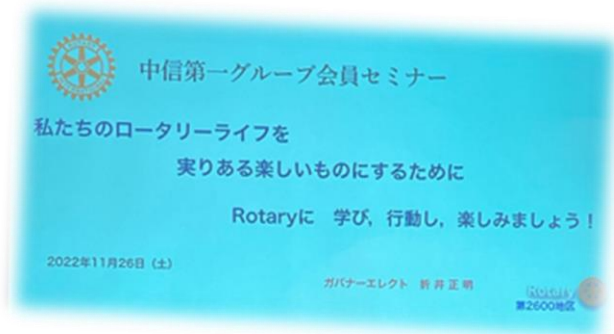 中信第一グループ会員セミナー
私たちのロータリーライフを
実りある楽しいものにするために
Rotaryに 学び，行動し，楽しみましょう！
2022年11月26日（土）
ガバナーエレクト 折井正明
Rotary
第2600地区